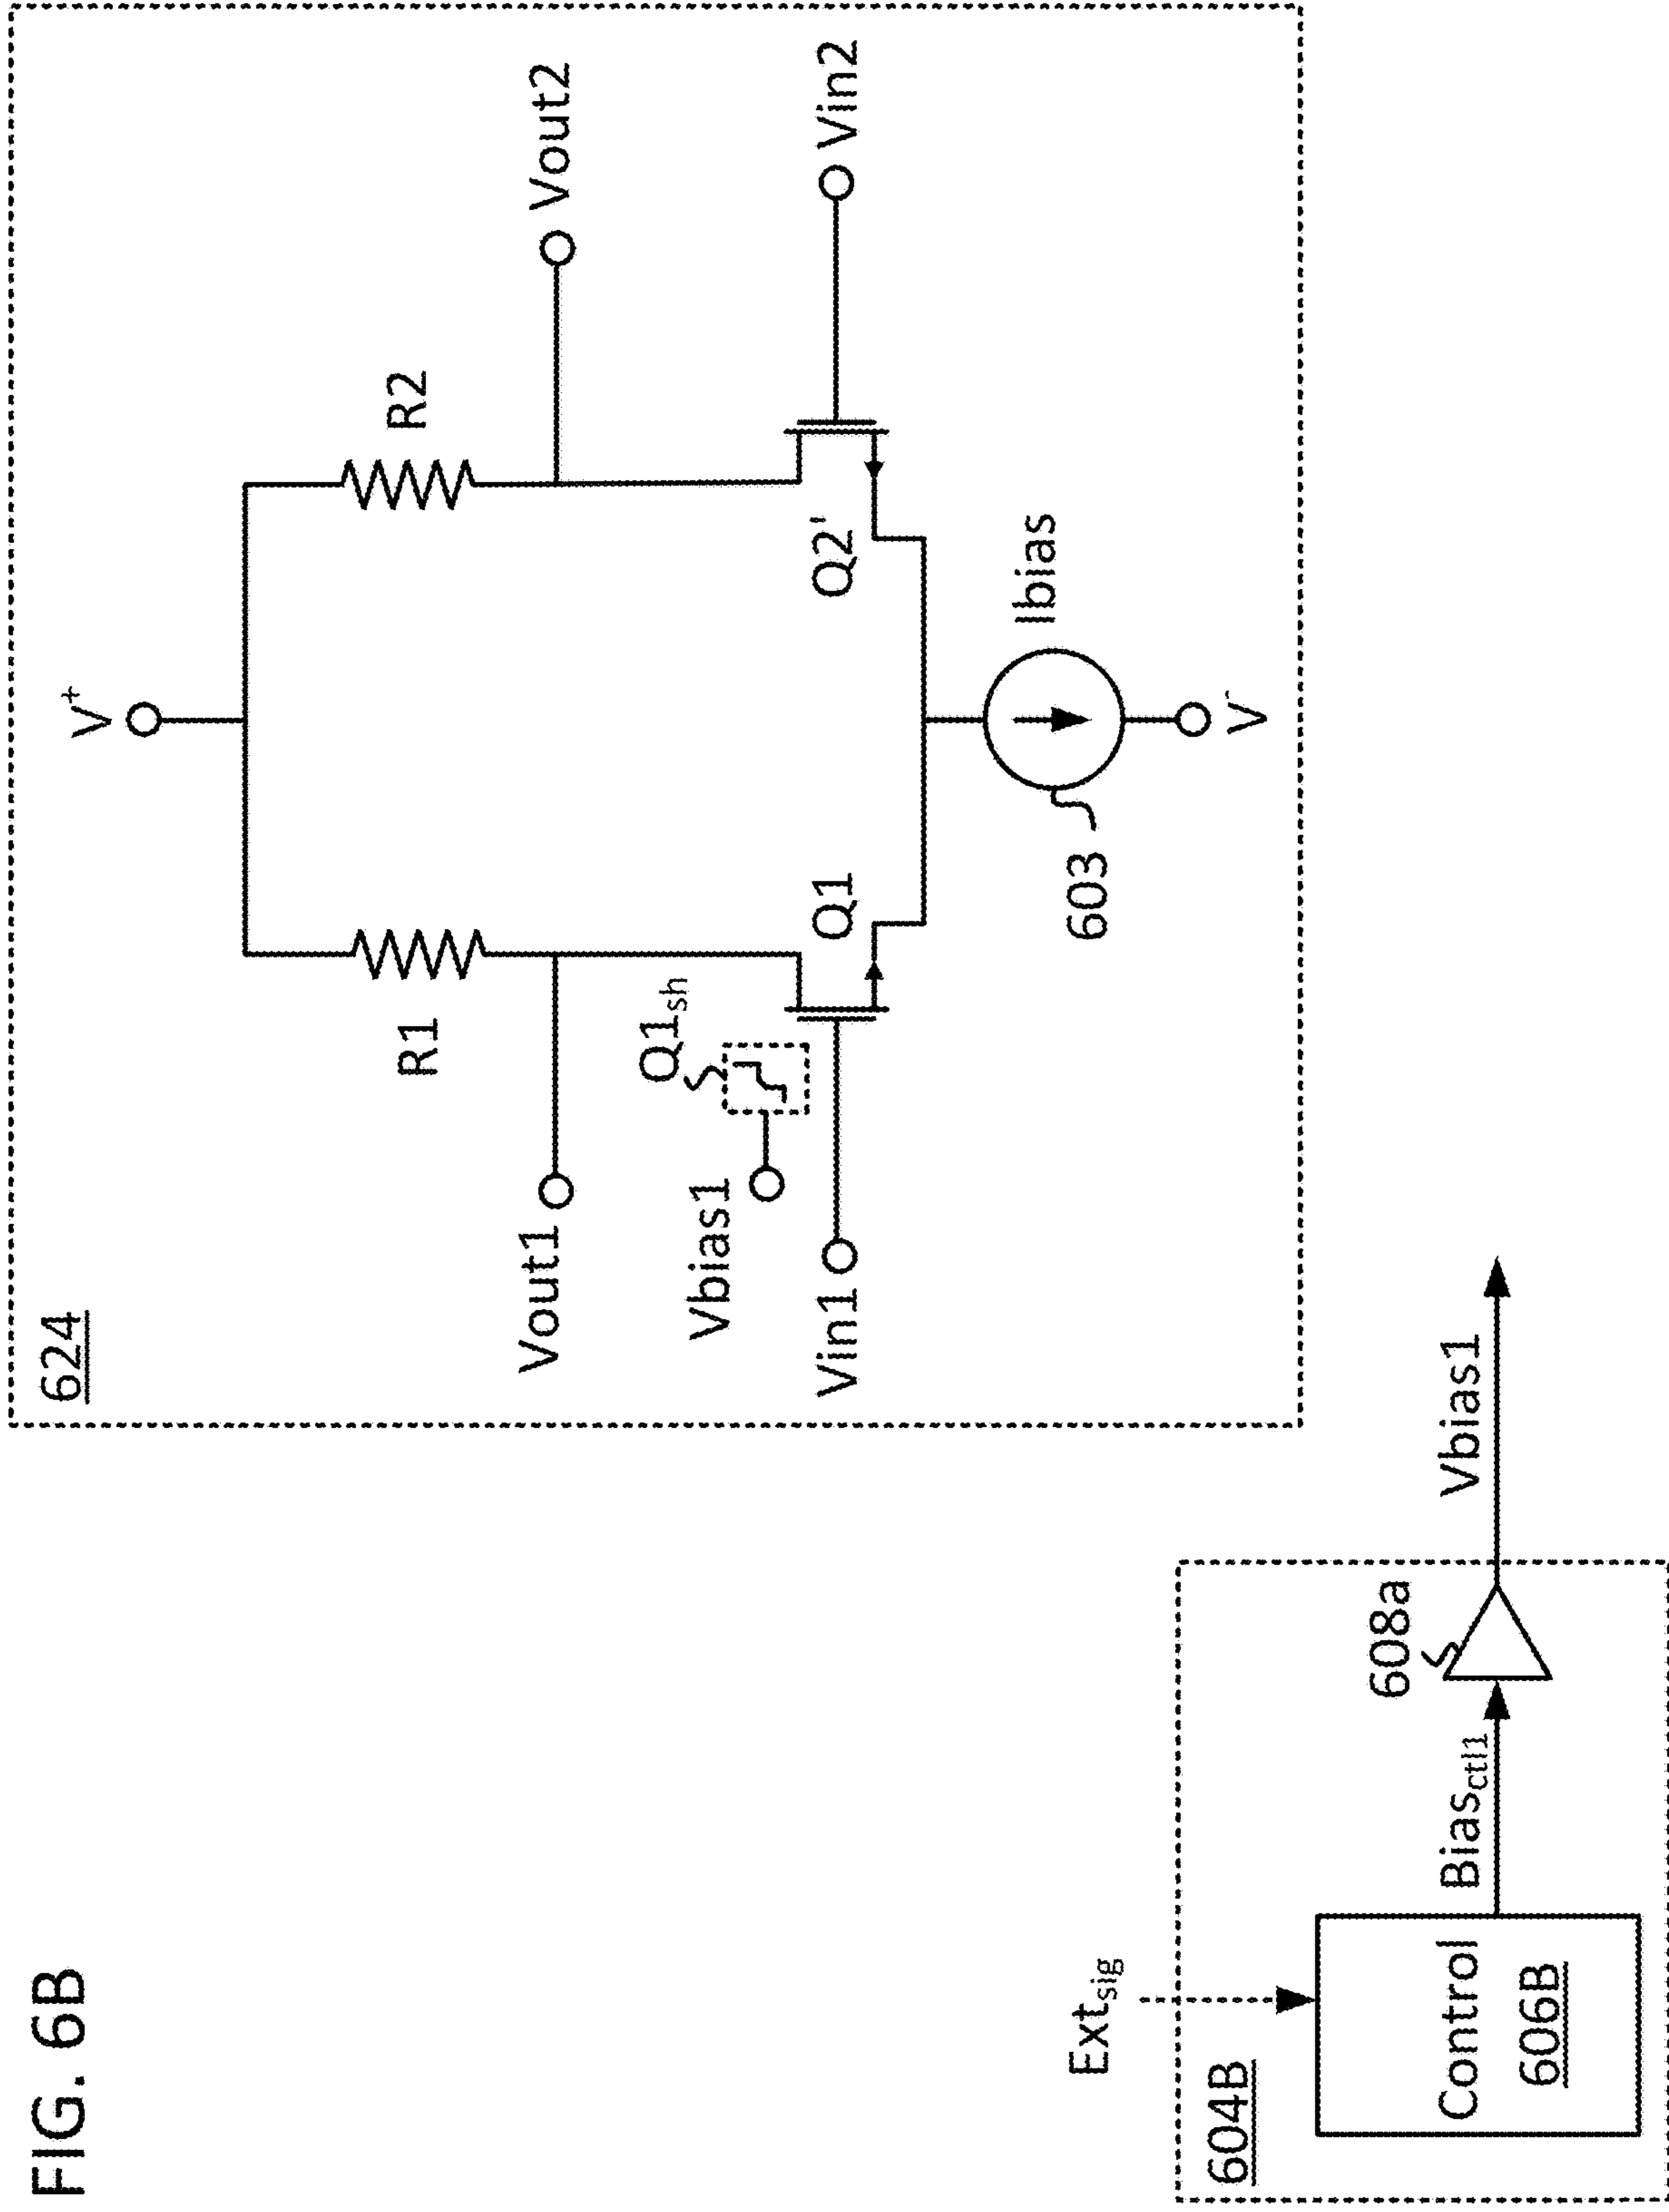 FIG. 6B
624
V+
R1
R2
Vout1
Vout2
Q1sh
Vbias1
Vin1
Q1
Q2'
Vin2
603
Ibias
V-
Extsig
604B
Control
606B
Biasctl1
608a
Vbias1